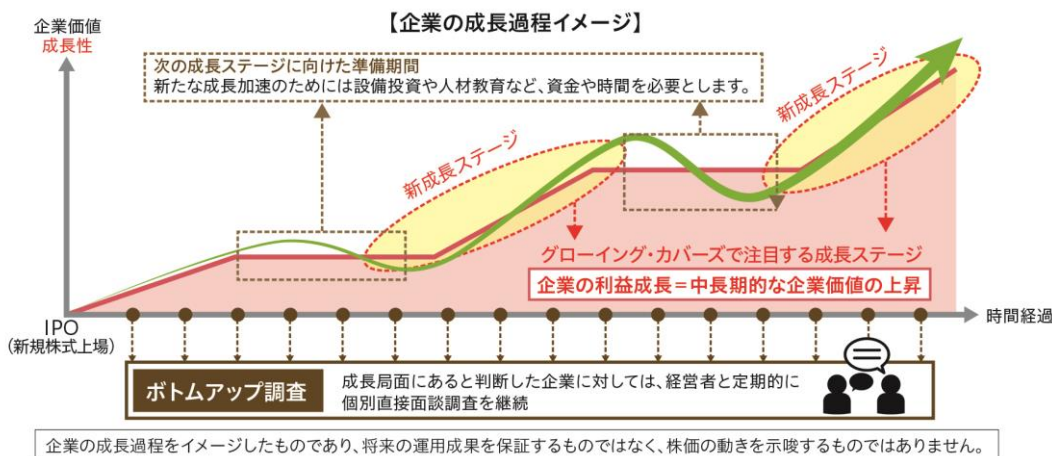 【企業の成長過程イメージ】
企業価値
成長性
次の成長ステージに向けた準備期間
新たな成長加速のためには設備投資や人材教育など、資金や時間を必要とします。
新成長ステージ
新成長ステージ
グローイング・カバーズで注目する成長ステージ
企業の利益成長=中長期的な企業価値の上昇
時間経過
IPO
(新規株式上場)
ボトムアップ調査
成長局面にあると判断した企業に対しては、経営者と定期的に
個別直接面談調査を継続
企業の成長過程をイメージしたものであり、将来の運用成果を保証するものではなく、株価の動きを示唆するものではありません。